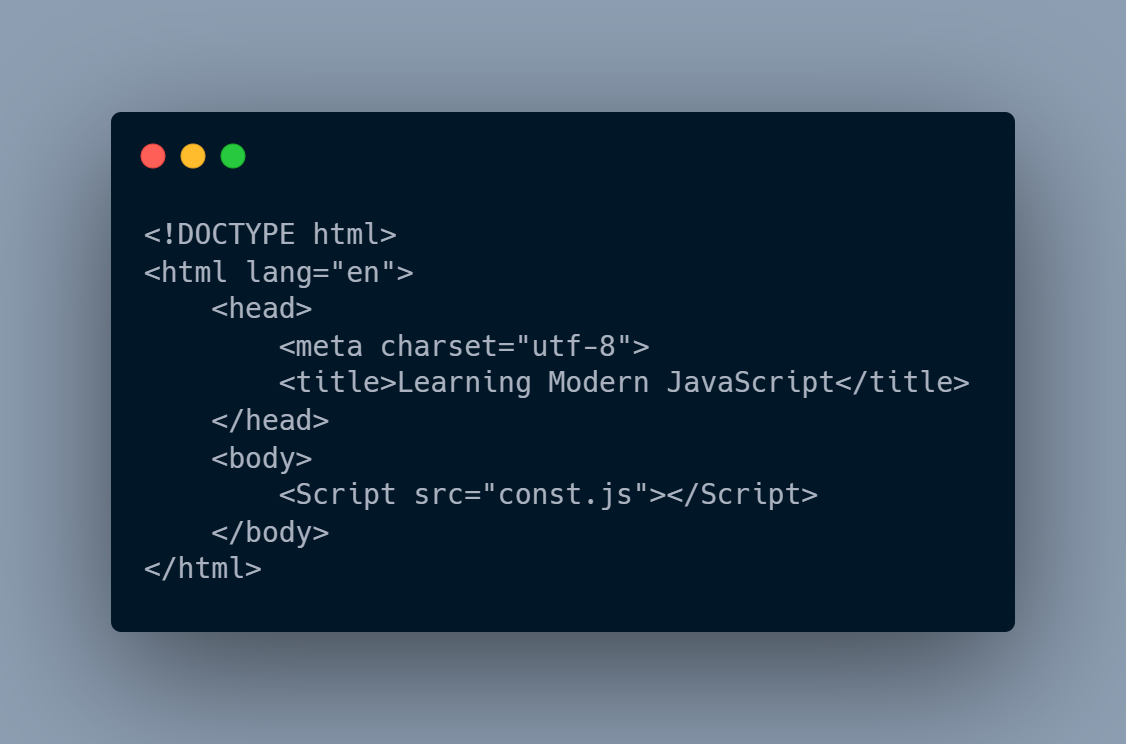 <!DOCTYPE html>
<html lang="en">
    <head>
        <meta charset="utf-8">
        <title>Learning Modern JavaScript</title>
    </head>
    <body>
        <Script src="const.js"></Script>
    </body>
</html>